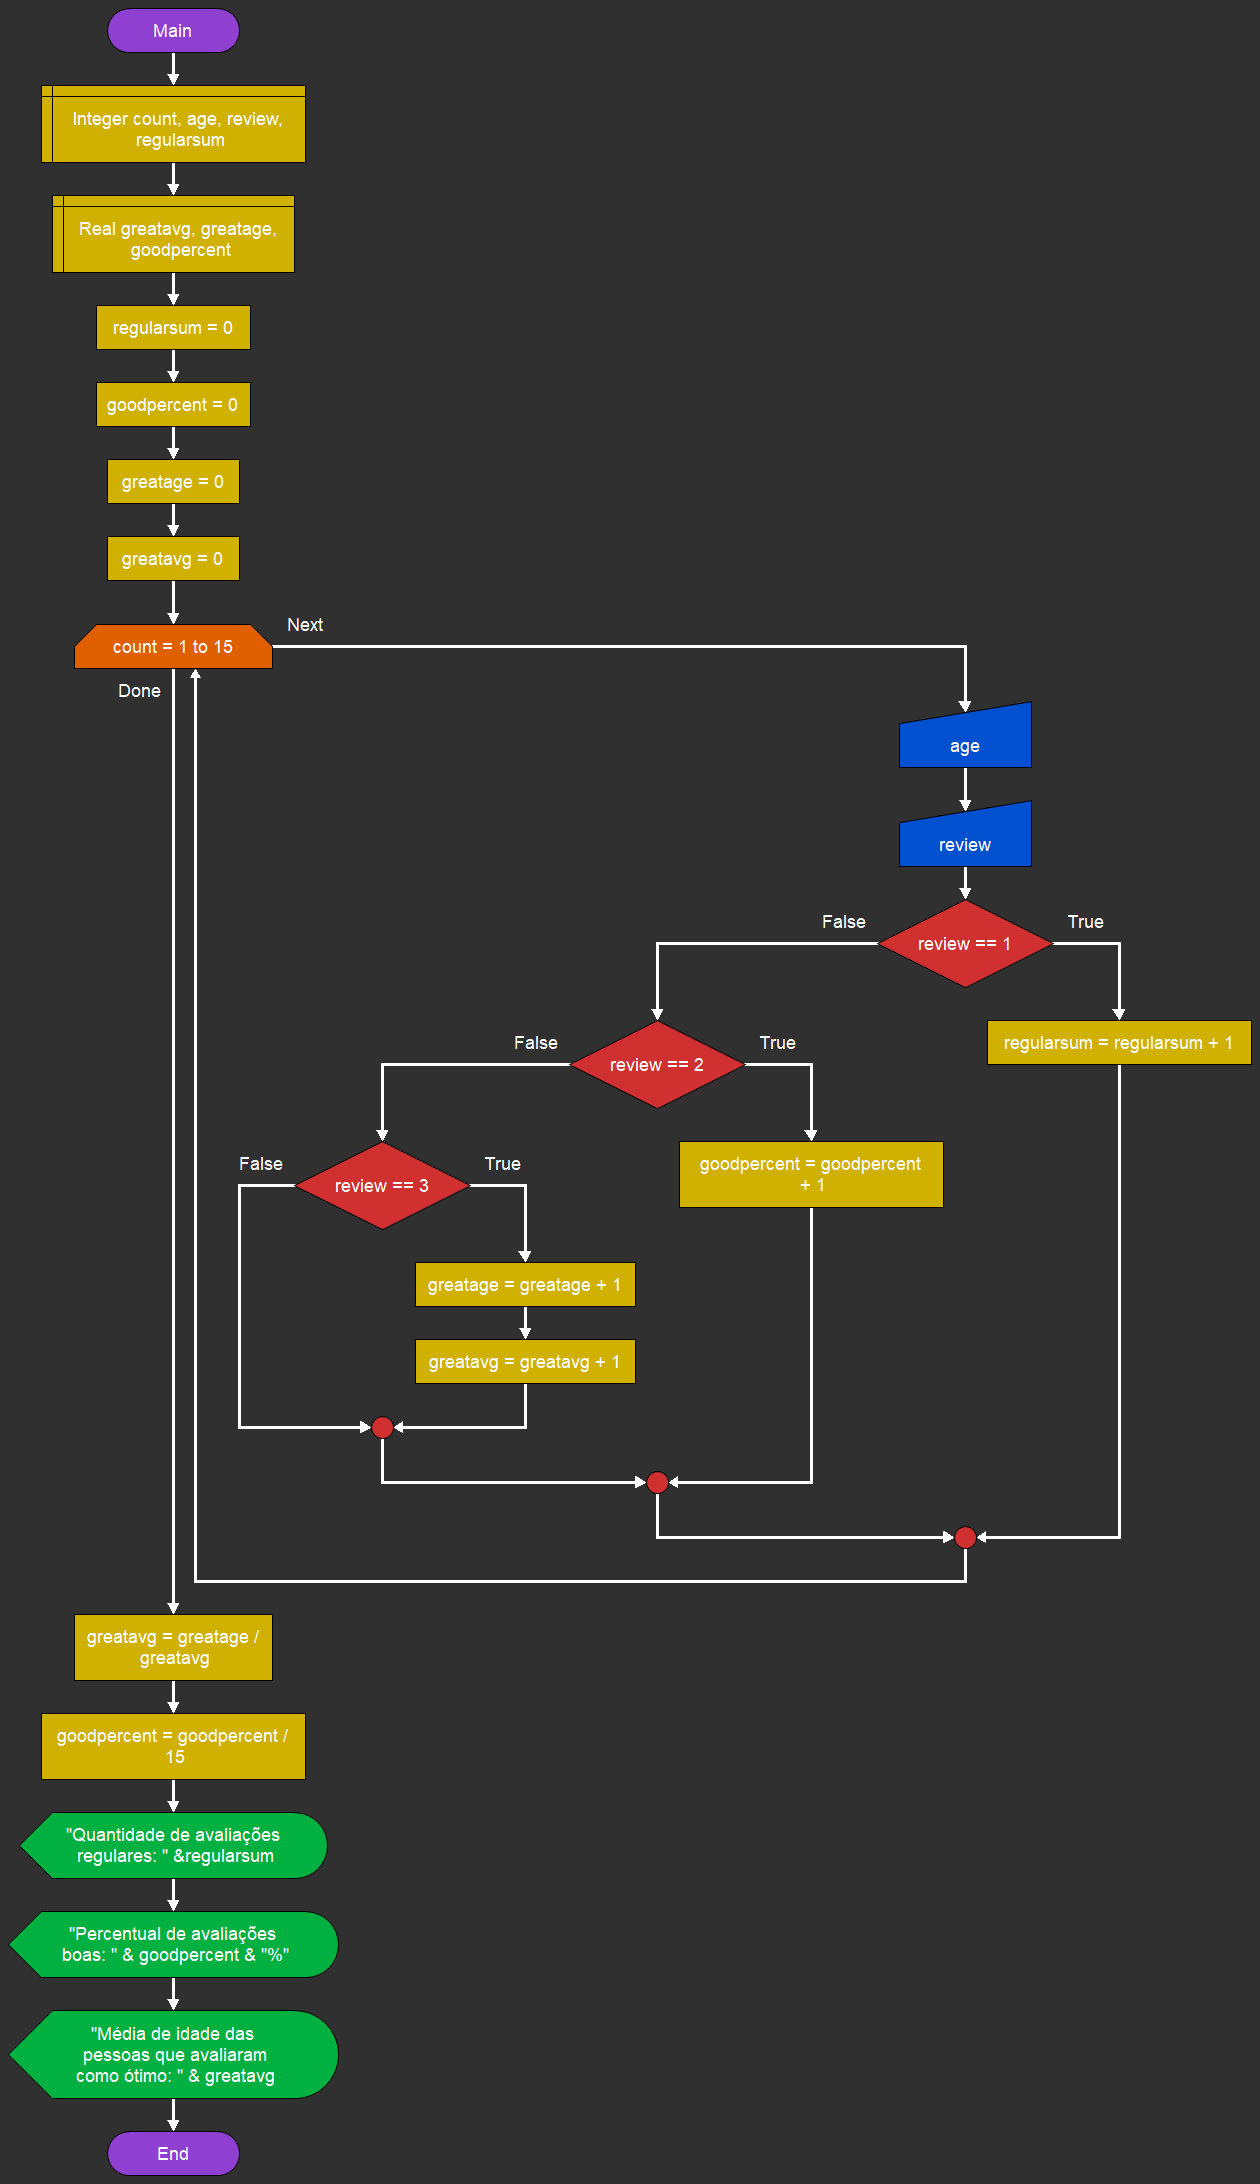 Main
Integer count, age, review,
regularsum
Real greatavg, greatage,
goodpercent
regularsum = 0
goodpercent = 0
greatage = 0
greatavg = 0
count = 1 to 15
Next
Done
age
review
review == 1
False
True
regularsum = regularsum + 1
review == 2
False
True
goodpercent = goodpercent
+ 1
review == 3
False
True
greatage = greatage + 1
greatavg = greatavg + 1
greatavg = greatage /
greatavg
goodpercent = goodpercent /
15
"Quantidade de avaliações
regulares: " &regularsum
"Percentual de avaliações
boas: " & goodpercent & "%"
"Média de idade das
pessoas que avaliaram
como ótimo: " & greatavg
End